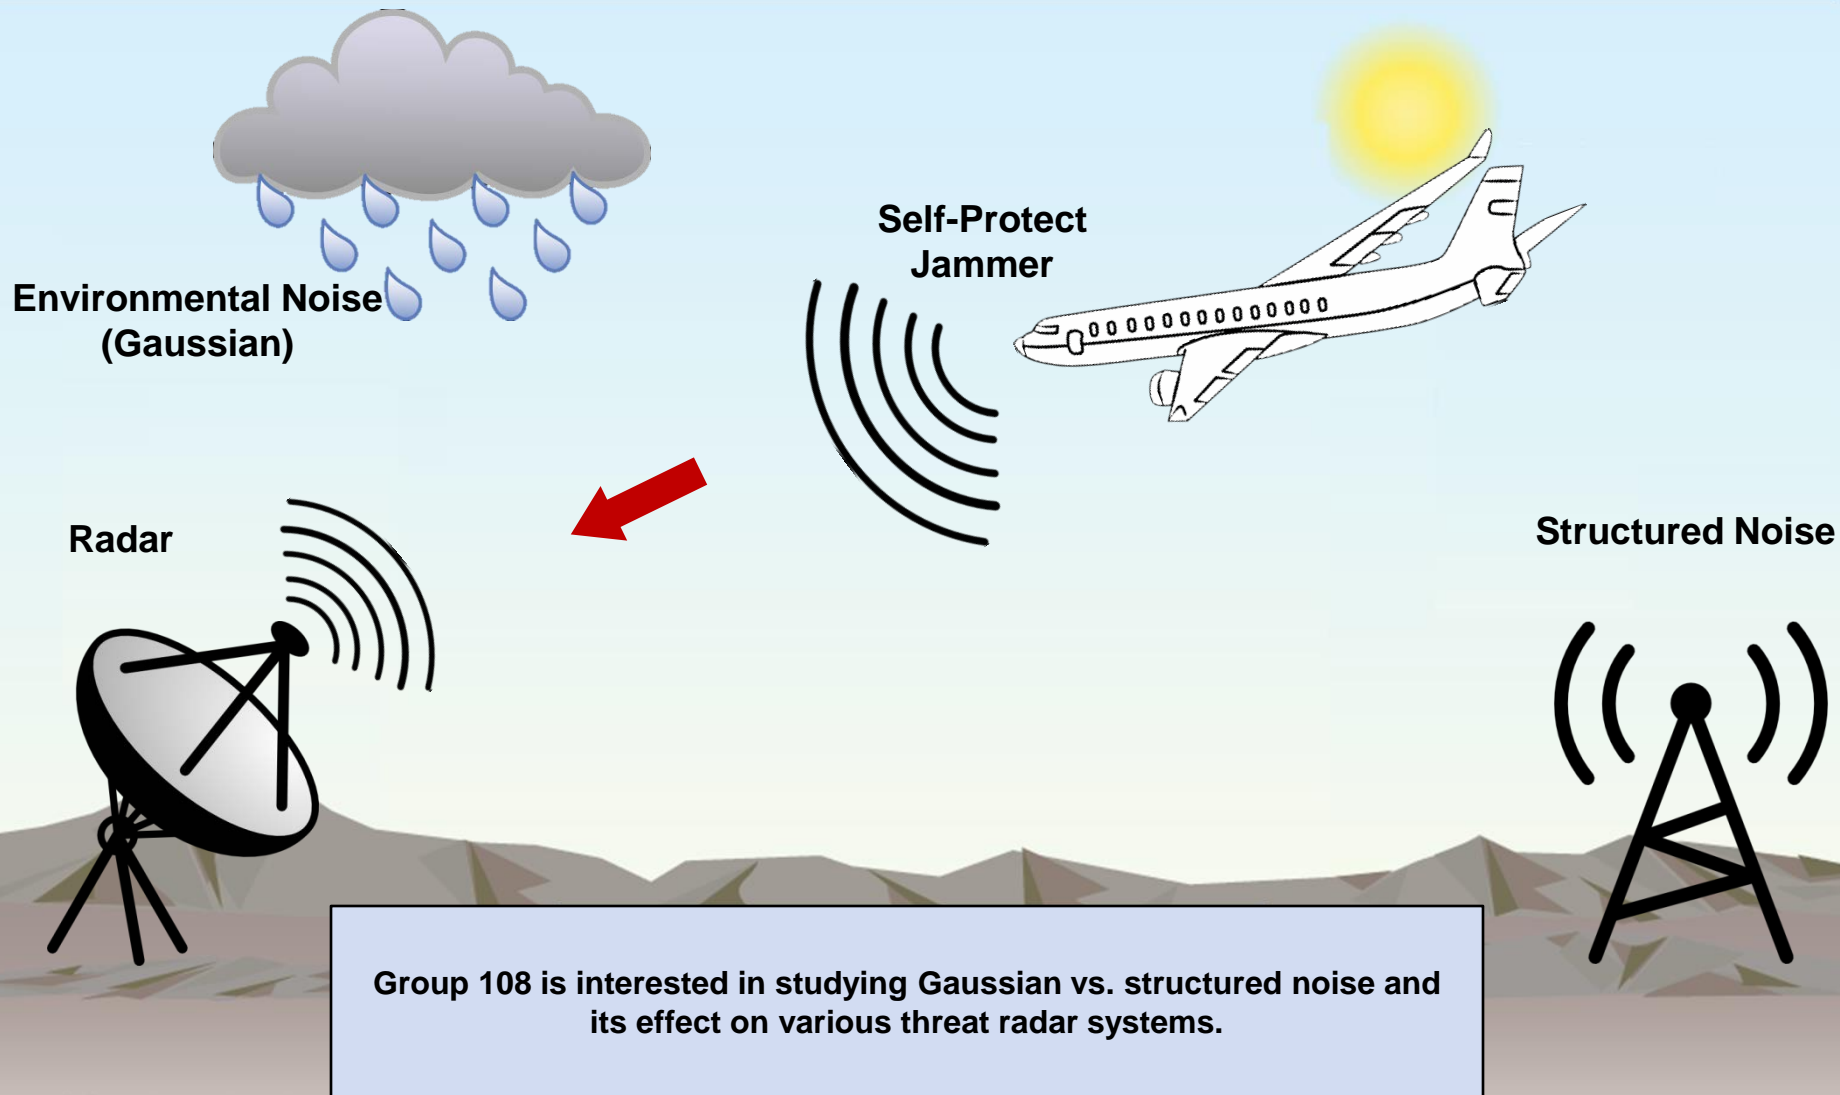 Self-Protect
Jammer
Environmental Noise
(Gaussian)
Radar
Structured Noise
Group 108 is interested in studying Gaussian vs. structured noise and
its effect on various threat radar systems.